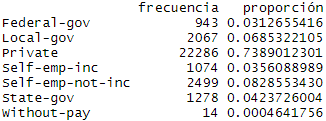 frecuencia proporción
Federal-gov 943 0.0312655416
Local-gov 2067 0.0685322105
Private 22286 0.7389012301
Self-emp-inc 1074 0.0356088989
Self-emp-not-inc 2499 0.0828553430
State-gov 1278 0.0423726004
Without-pay 14 0.0004641756